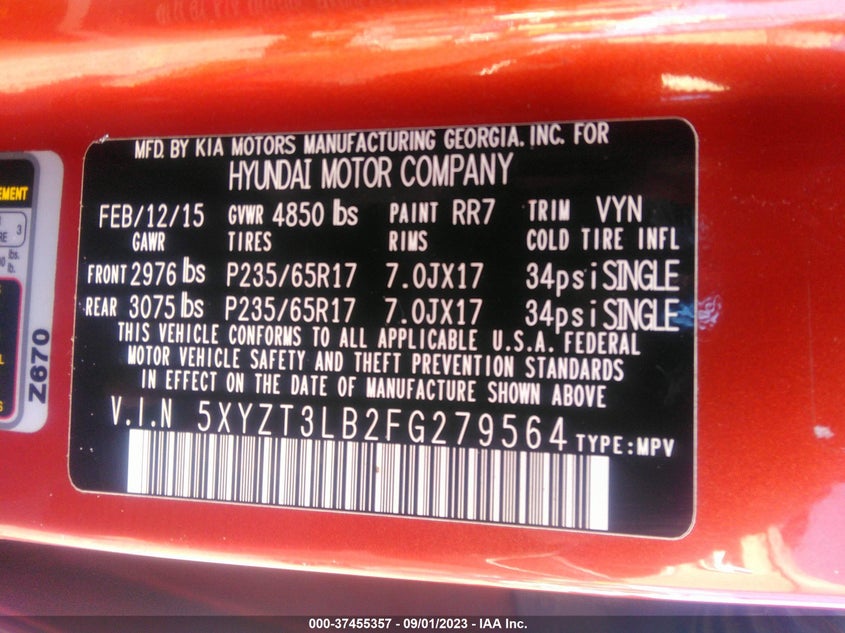 MFD. BY KIA MOTORS MANUFACTURING GEORGIA. INC. FOR
HYUNDAI MOTOR COMPANY
FEB/12/15 GVWR 4850 lbs PAINT RR7 TRIM VYN
GAWR TIRES RIMS COLD TIRE INFL
FRONT 2976 lbs P235/65R17 7.0JX17 34psi SINGLE
REAR 3075 lbs P235/65R17 7.0JX17 34psi SINGLE
THIS VEHICLE CONFORMS TO ALL APPLICABLE U.S.A. FEDERAL
MOTOR VEHICLE SAFETY AND THEFT PREVENTION STANDARDS
IN EFFECT ON THE DATE OF MANUFACTURE SHOWN ABOVE
V.I.N 5XYZT3LB2FG279564 TYPE:MPV
EMENT
3
lbs.
lb.
Z670
000-37455357 - 09/01/2023 - IAA Inc.